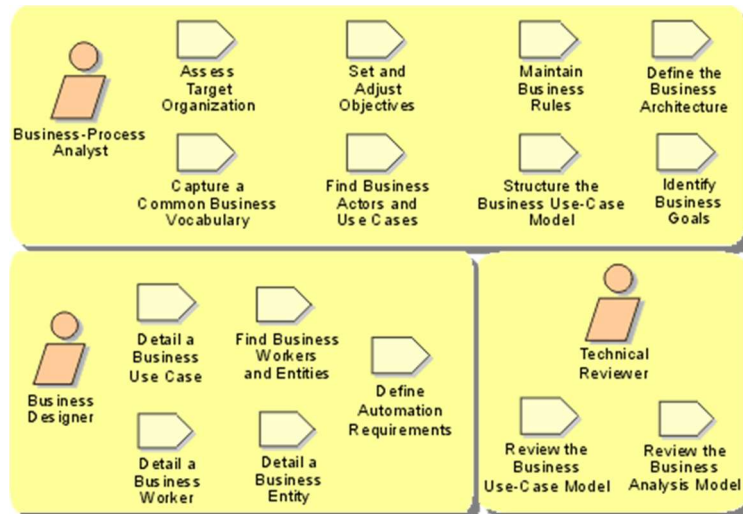 Business-Process
Analyst
Assess
Target
Organization
Set and
Adjust
Objectives
Maintain
Business
Rules
Define the
Business
Architecture
Capture a
Common Business
Vocabulary
Find Business
Actors and
Use Cases
Structure the
Business Use-Case
Model
Identify
Business
Goals
Business
Designer
Detail a
Business
Use Case
Find Business
Workers
and Entities
Define
Automation
Requirements
Detail a
Business
Worker
Detail a
Business
Entity
Technical
Reviewer
Review the
Business
Use-Case Model
Review the
Business
Analysis Model